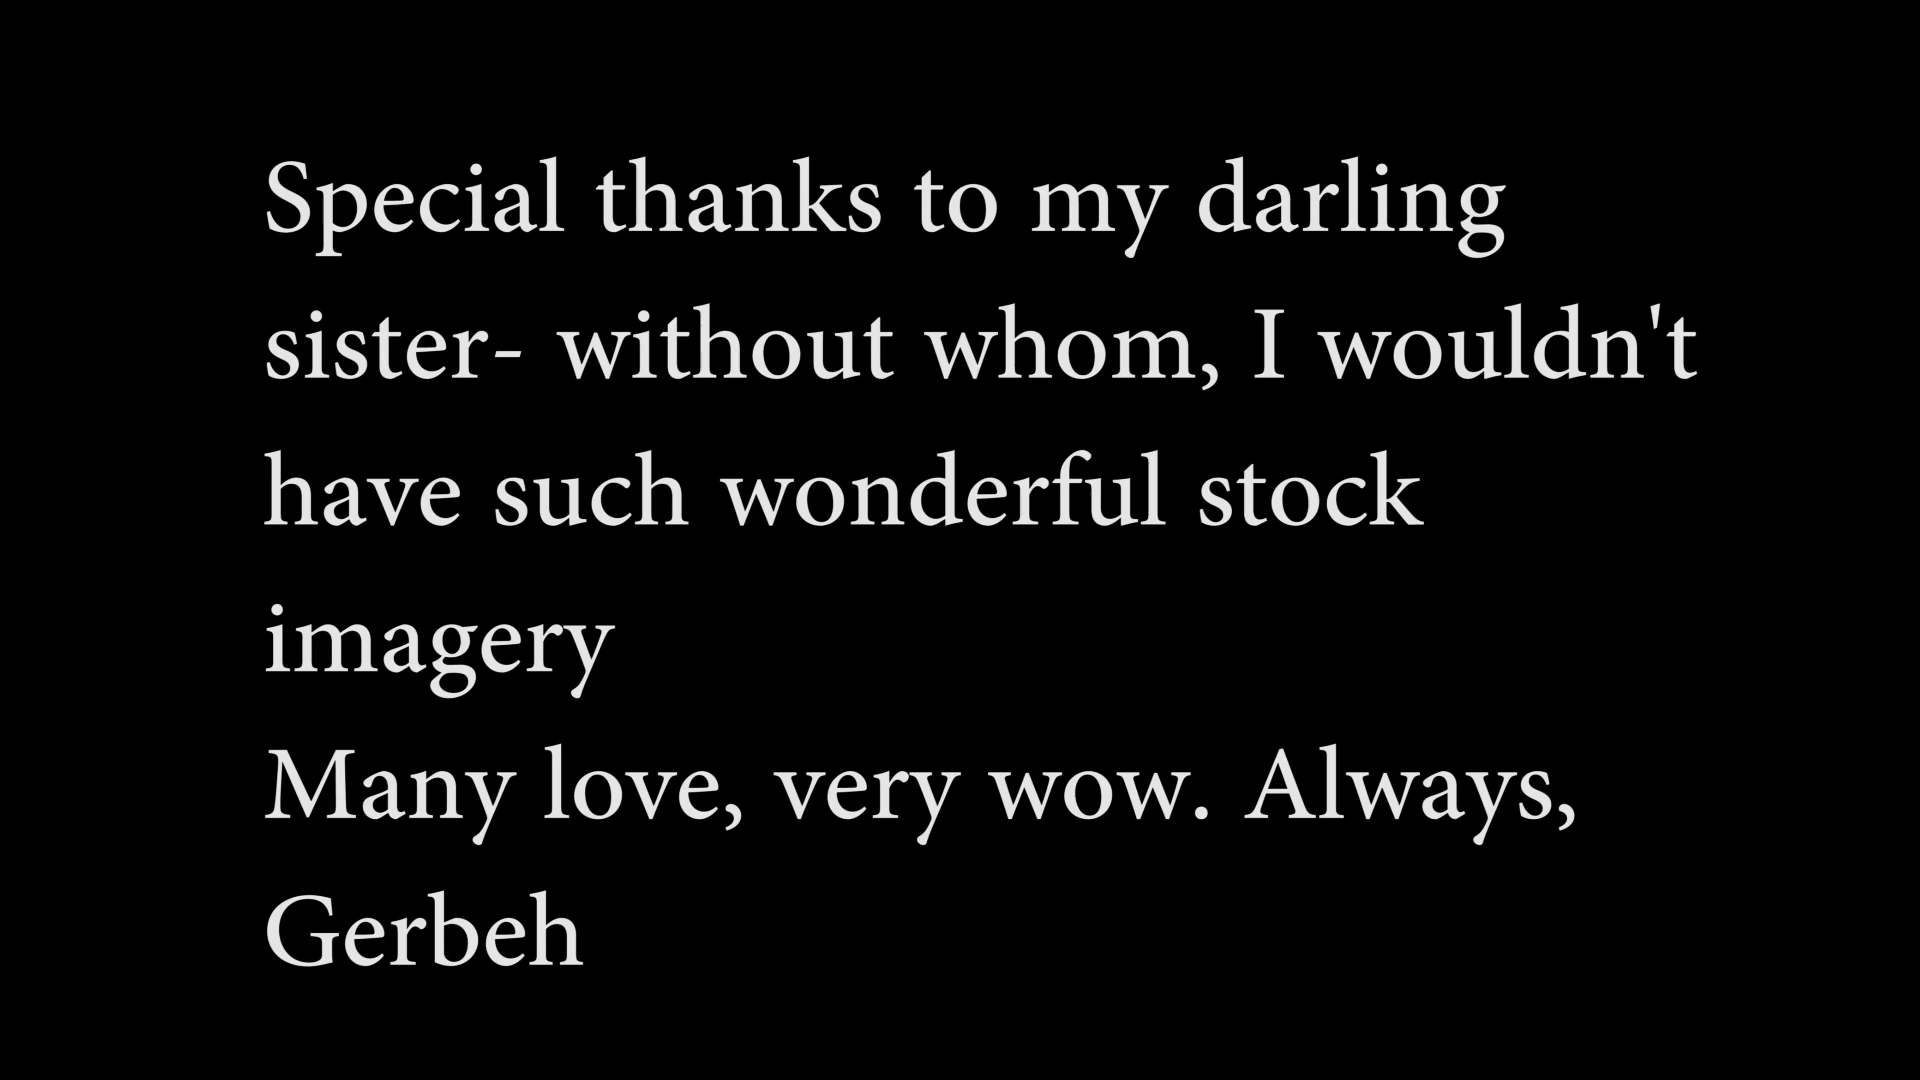 Special thanks to my darling
sister- without whom, I wouldn't
have such wonderful stock
imagery
Many love, very wow. Always,
Gerbeh